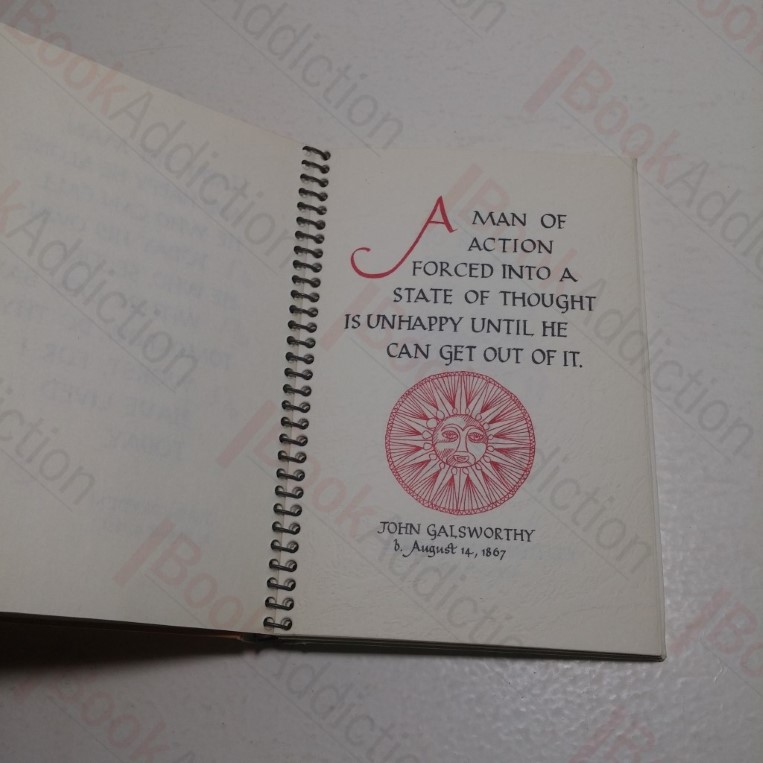 A MAN OF
ACTION
FORCED INTO A
STATE OF THOUGHT
IS UNHAPPY UNTIL HE
CAN GET OUT OF IT.
JOHN GALSWORTHY
b. August 14, 1867
BookAddiction